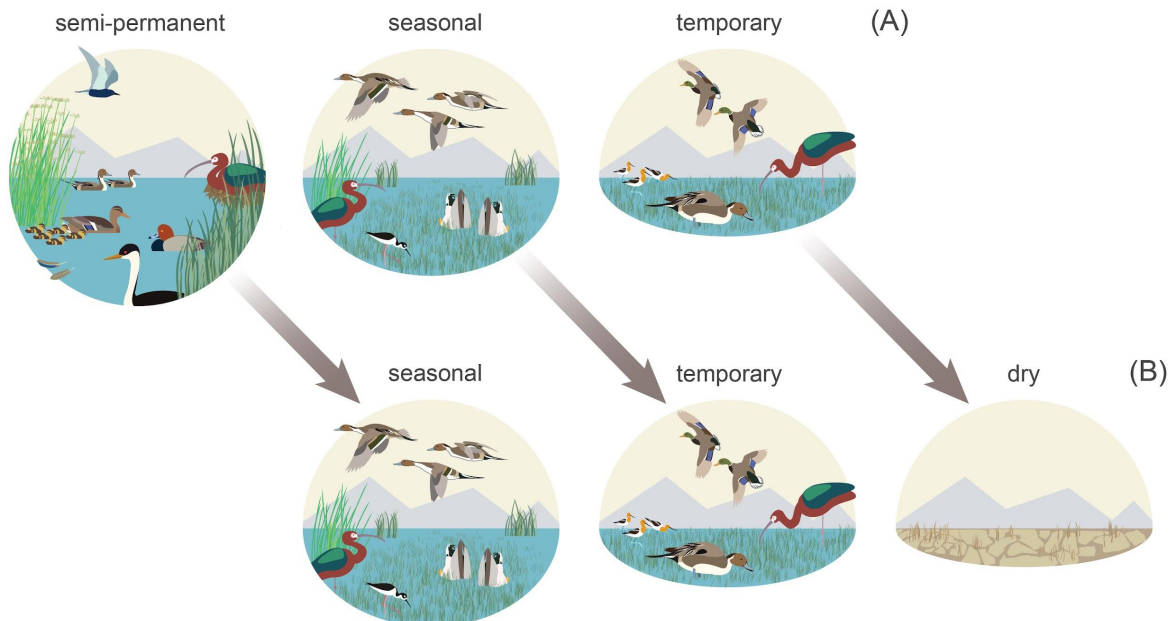 semi-permanent
seasonal
temporary
(A)
seasonal
temporary
dry
(B)